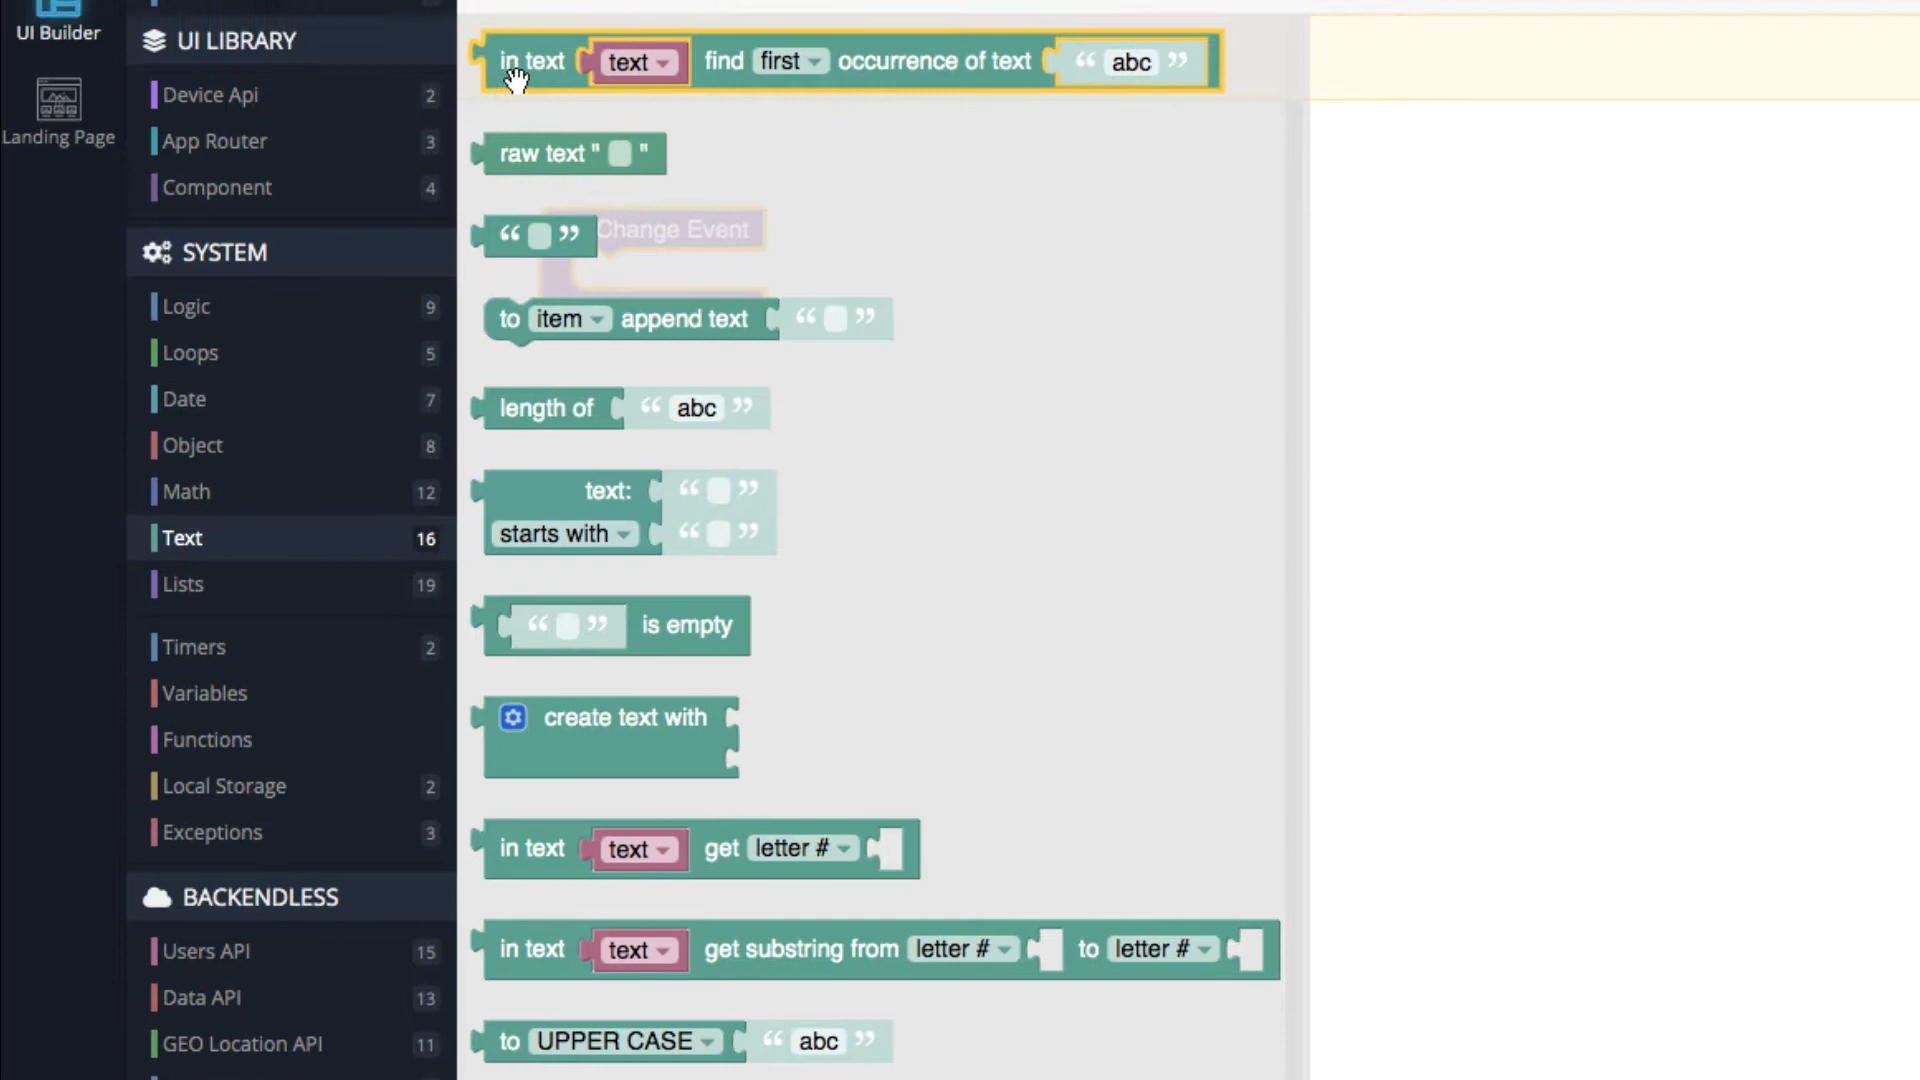 UI Builder
Landing Page
UI LIBRARY
Device Api 2
App Router 3
Component 4
SYSTEM
Logic 9
Loops 5
Date 7
Object 8
Math 12
Text 16
Lists 19
Timers 2
Variables
Functions
Local Storage 2
Exceptions 3
BACKENDLESS
Users API 15
Data API 13
GEO Location API 11
in text text find first occurrence of text “ abc ”
raw text " "
“ ”
Change Event
to item append text “ ”
length of “ abc ”
text: “ ”
starts with “ ”
“ ” is empty
create text with
in text text get letter #
in text text get substring from letter # to letter #
to UPPER CASE “ abc ”